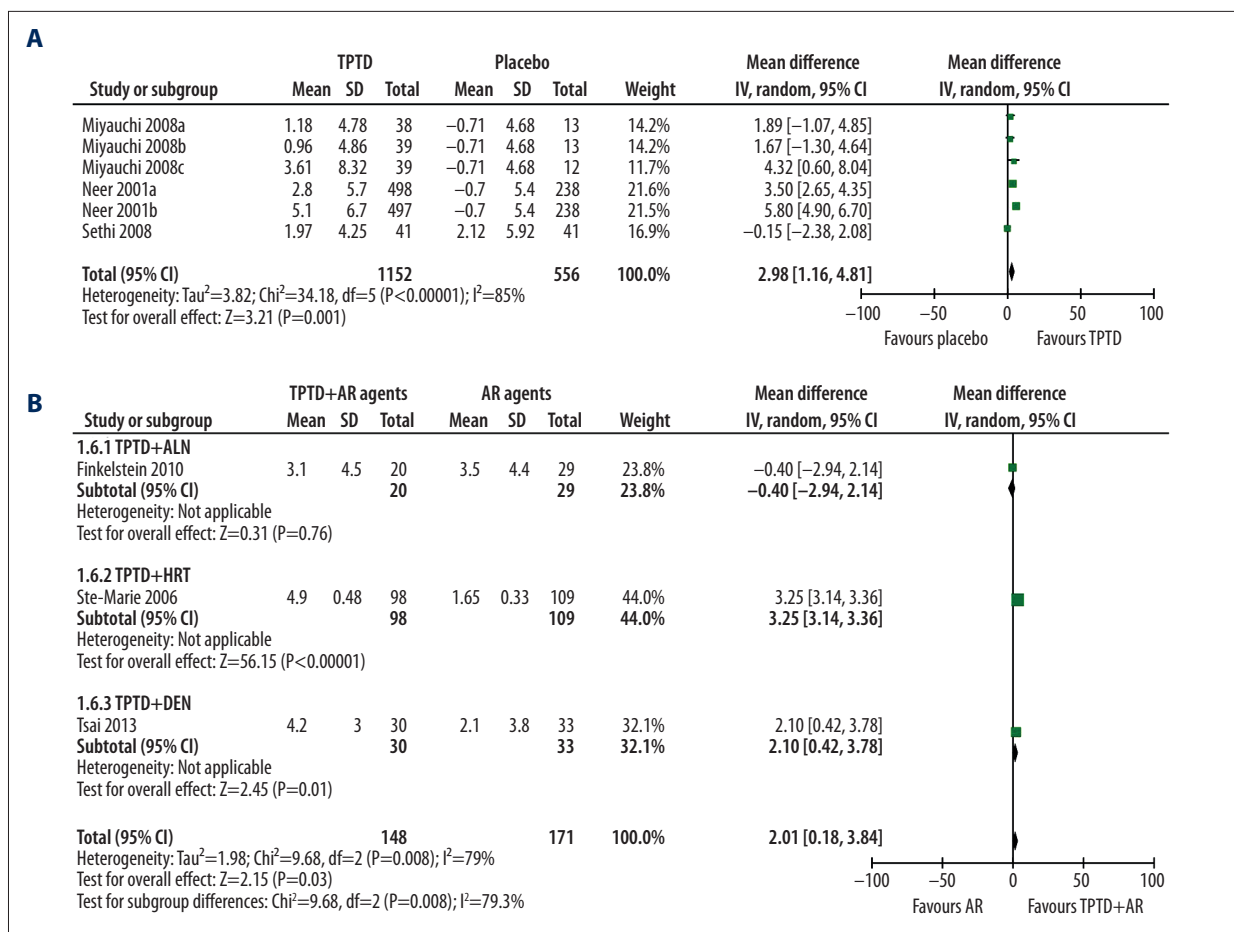 A
TPTD Placebo Mean difference Mean difference
Study or subgroup Mean SD Total Mean SD Total Weight IV, random, 95% CI IV, random, 95% CI
Miyauchi 2008a 1.18 4.78 38 −0.71 4.68 13 14.2% 1.89 [−1.07, 4.85]
Miyauchi 2008b 0.96 4.86 39 −0.71 4.68 13 14.2% 1.67 [−1.30, 4.64]
Miyauchi 2008c 3.61 8.32 39 −0.71 4.68 12 11.7% 4.32 [0.60, 8.04]
Neer 2001a 2.8 5.7 498 −0.7 5.4 238 21.6% 3.50 [2.65, 4.35]
Neer 2001b 5.1 6.7 497 −0.7 5.4 238 21.5% 5.80 [4.90, 6.70]
Sethi 2008 1.97 4.25 41 2.12 5.92 41 16.9% −0.15 [−2.38, 2.08]
Total (95% CI) 1152 556 100.0% 2.98 [1.16, 4.81]
Heterogeneity: Tau²=3.82; Chi²=34.18, df=5 (P<0.00001); I²=85%
Test for overall effect: Z=3.21 (P=0.001)
−100 −50 0 50 100
Favours placebo Favours TPTD
B
TPTD+AR agents AR agents Mean difference Mean difference
Study or subgroup Mean SD Total Mean SD Total Weight IV, random, 95% CI IV, random, 95% CI
1.6.1 TPTD+ALN
Finkelstein 2010 3.1 4.5 20 3.5 4.4 29 23.8% −0.40 [−2.94, 2.14]
Subtotal (95% CI) 20 29 23.8% −0.40 [−2.94, 2.14]
Heterogeneity: Not applicable
Test for overall effect: Z=0.31 (P=0.76)
1.6.2 TPTD+HRT
Ste-Marie 2006 4.9 0.48 98 1.65 0.33 109 44.0% 3.25 [3.14, 3.36]
Subtotal (95% CI) 98 109 44.0% 3.25 [3.14, 3.36]
Heterogeneity: Not applicable
Test for overall effect: Z=56.15 (P<0.00001)
1.6.3 TPTD+DEN
Tsai 2013 4.2 3 30 2.1 3.8 33 32.1% 2.10 [0.42, 3.78]
Subtotal (95% CI) 30 33 32.1% 2.10 [0.42, 3.78]
Heterogeneity: Not applicable
Test for overall effect: Z=2.45 (P=0.01)
Total (95% CI) 148 171 100.0% 2.01 [0.18, 3.84]
Heterogeneity: Tau²=1.98; Chi²=9.68, df=2 (P=0.008); I²=79%
Test for overall effect: Z=2.15 (P=0.03)
Test for subgroup differences: Chi²=9.68, df=2 (P=0.008); I²=79.3%
−100 −50 0 50 100
Favours AR Favours TPTD+AR